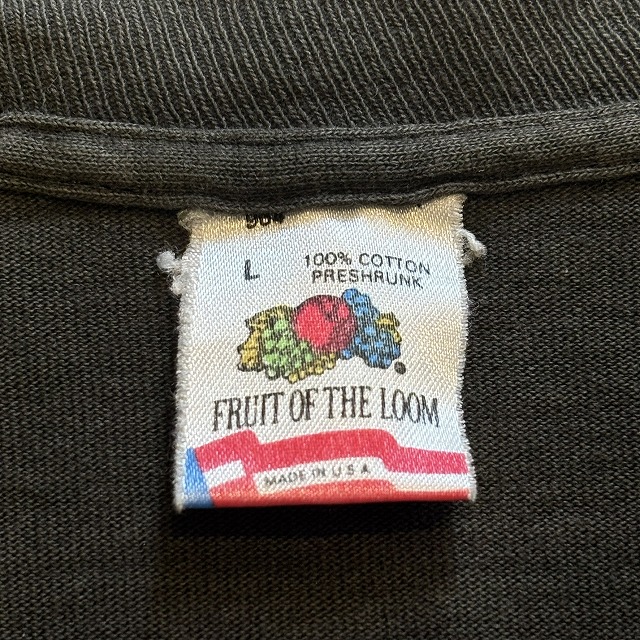 L
100% COTTON
PRESHRUNK
FRUIT OF THE LOOM
MADE IN U.S.A